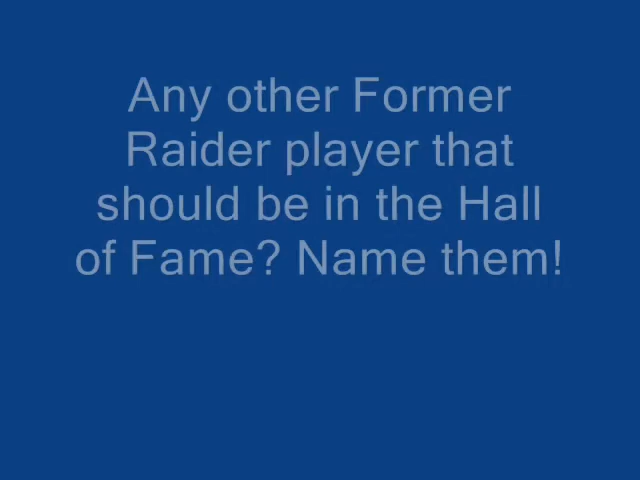 Any other Former
Raider player that
should be in the Hall
of Fame? Name them!